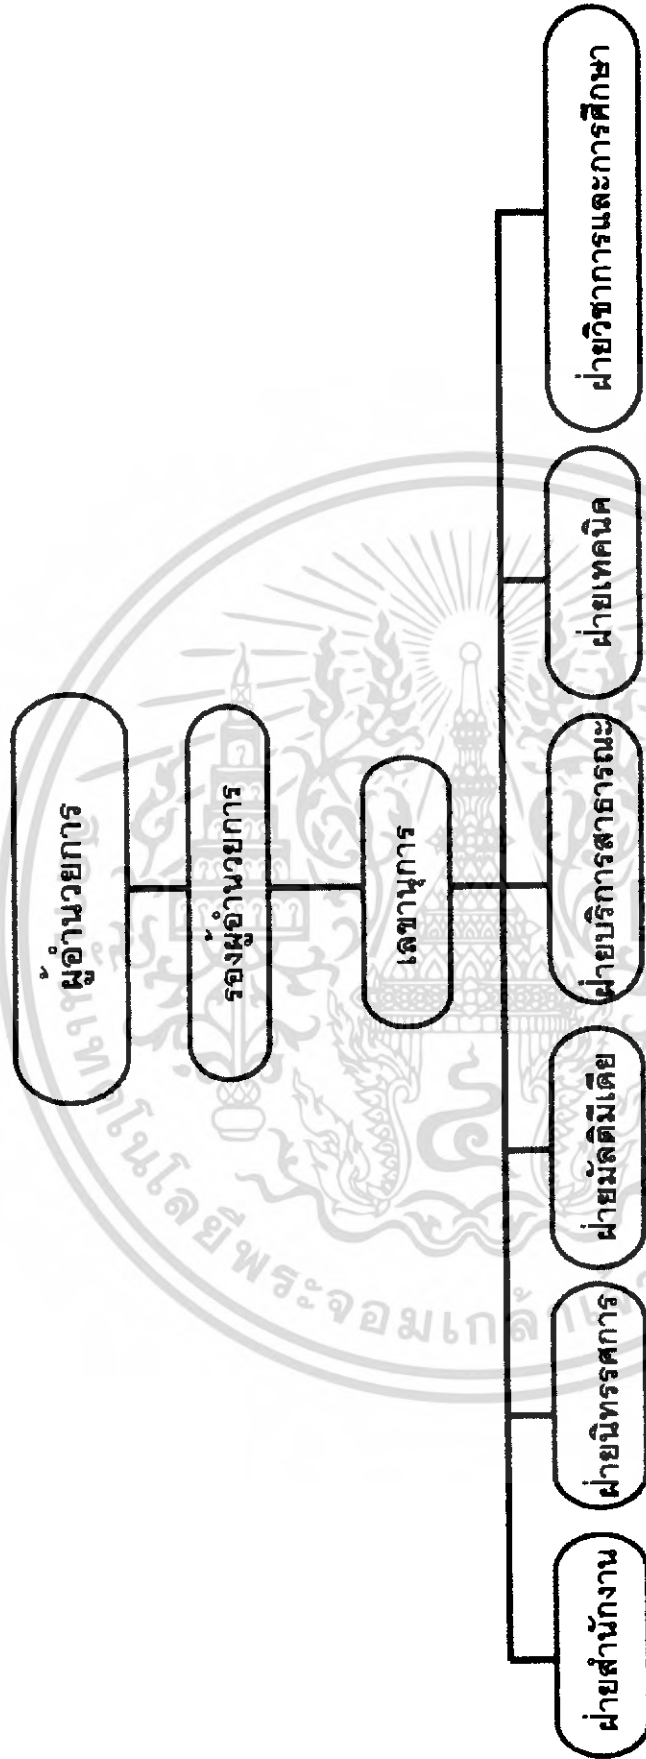 ผู้อำนวยการ
รองผู้อำนวยการ
เลขานุการ
ฝ่ายสำนักงาน
ฝ่ายนิทรรศการ
ฝ่ายมัลติมีเดีย
ฝ่ายบริการสาธารณะ
ฝ่ายเทคนิค
ฝ่ายวิชาการและการศึกษา